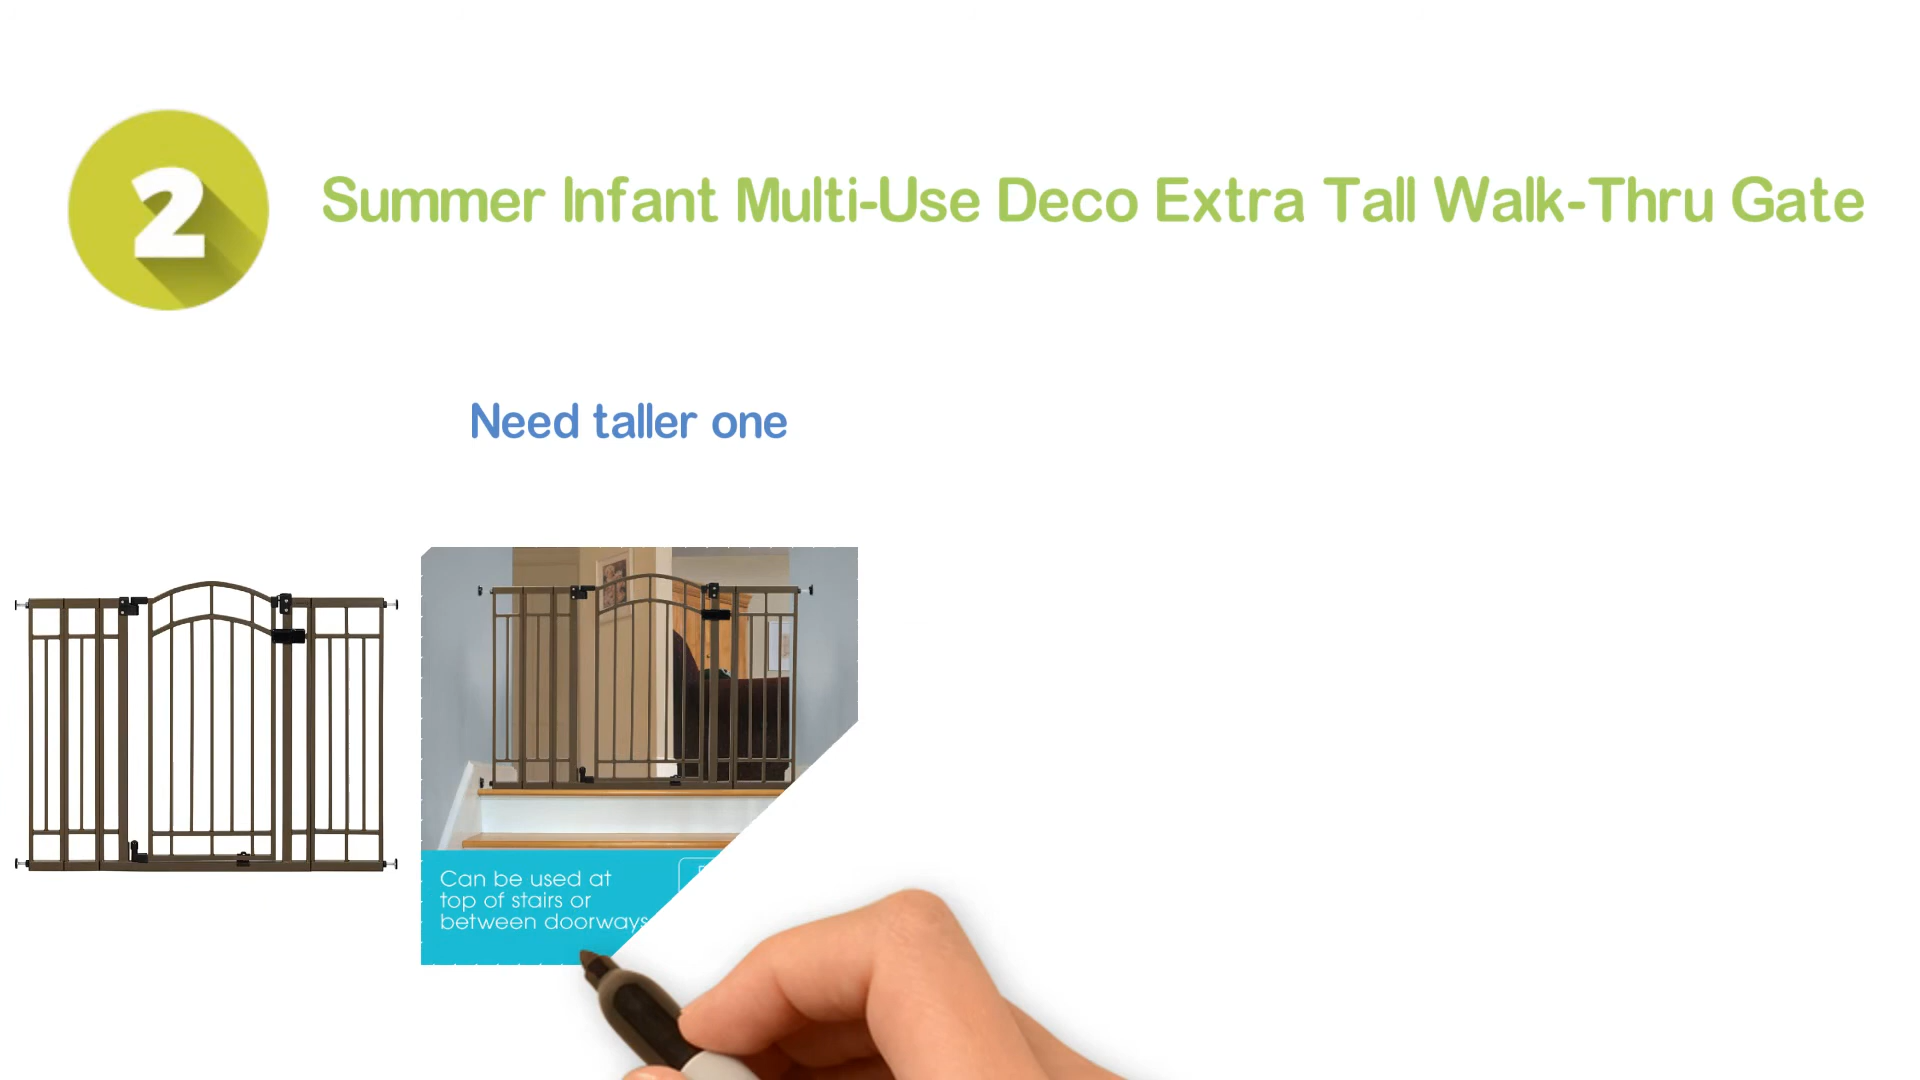 2
Summer Infant Multi-Use Deco Extra Tall Walk-Thru Gate
Need taller one
Can be used at
top of stairs or
between doorways